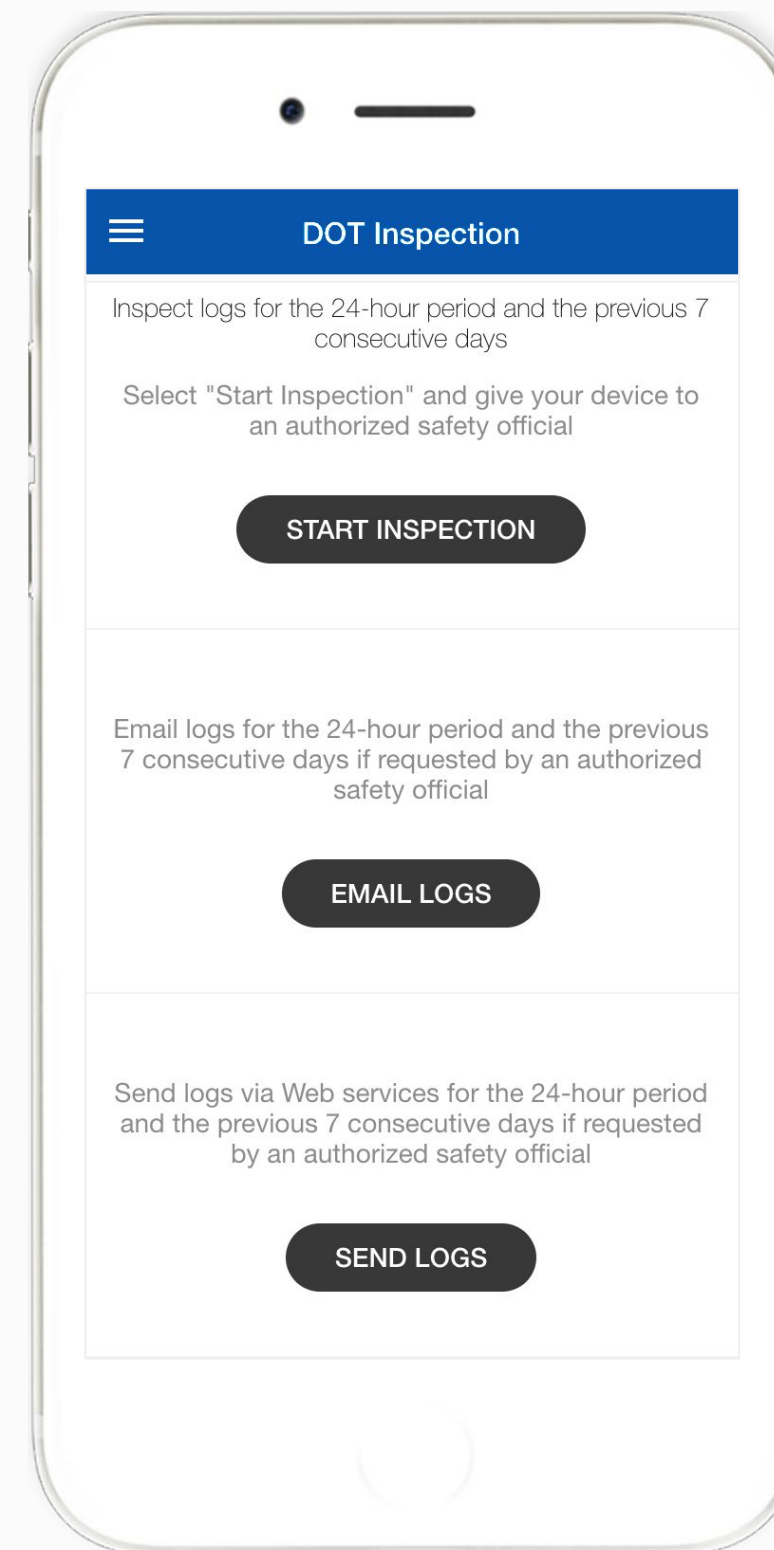 DOT Inspection
Inspect logs for the 24-hour period and the previous 7
consecutive days
Select "Start Inspection" and give your device to
an authorized safety official
START INSPECTION
Email logs for the 24-hour period and the previous
7 consecutive days if requested by an authorized
safety official
EMAIL LOGS
Send logs via Web services for the 24-hour period
and the previous 7 consecutive days if requested
by an authorized safety official
SEND LOGS